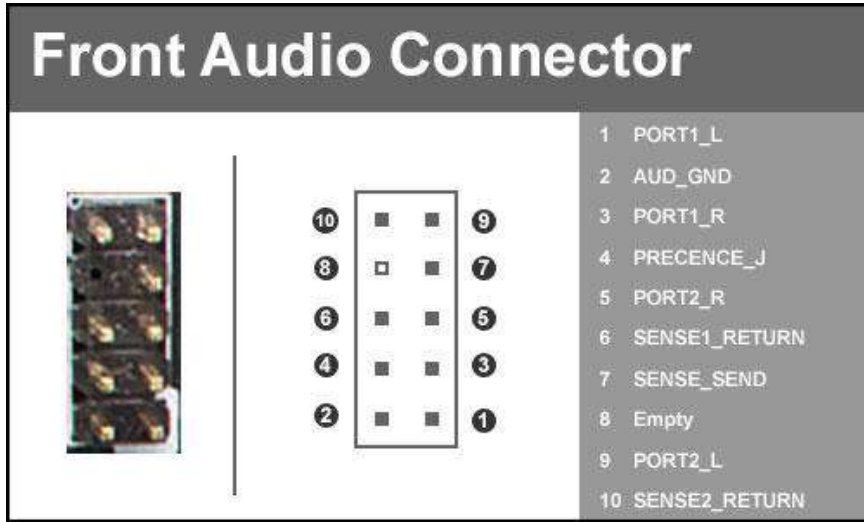 Front Audio Connector
10 9
8 7
6 5
4 3
2 1
1 PORT1_L
2 AUD_GND
3 PORT1_R
4 PRECENCE_J
5 PORT2_R
6 SENSE1_RETURN
7 SENSE_SEND
8 Empty
9 PORT2_L
10 SENSE2_RETURN